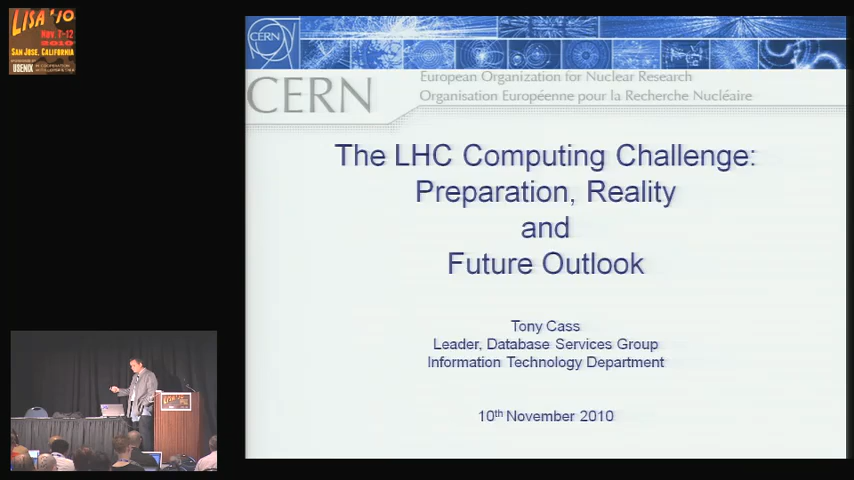 LISA '10
Nov 7-12
2010
SAN JOSE, CALIFORNIA
USENIX
CERN
CERN
European Organization for Nuclear Research
Organisation Européenne pour la Recherche Nucléaire
The LHC Computing Challenge:
Preparation, Reality
and
Future Outlook
Tony Cass
Leader, Database Services Group
Information Technology Department
10th November 2010
LISA '10